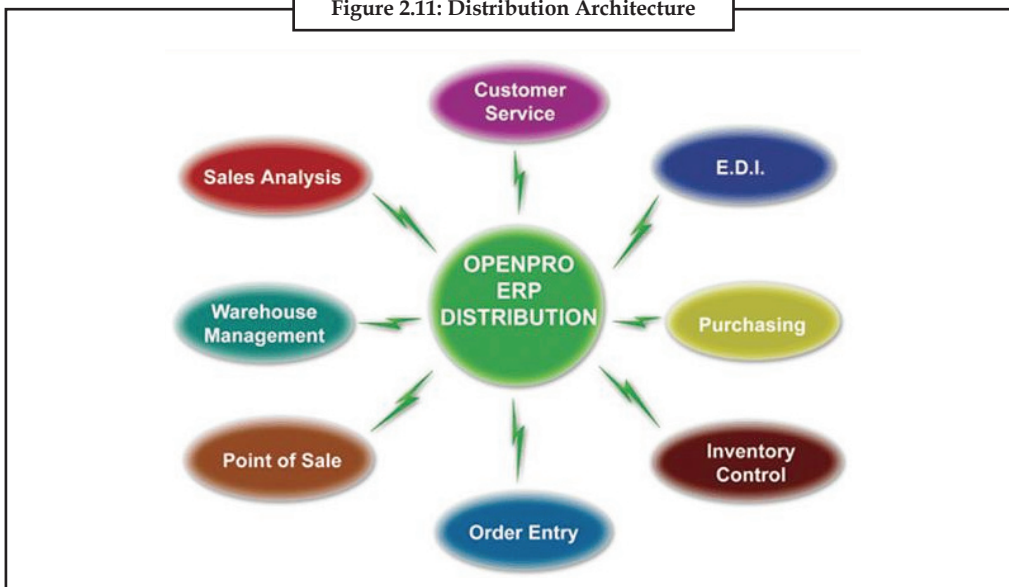 Figure 2.11: Distribution Architecture
Customer
Service
E.D.I.
Sales Analysis
OPENPRO
ERP
DISTRIBUTION
Warehouse
Management
Purchasing
Point of Sale
Inventory
Control
Order Entry